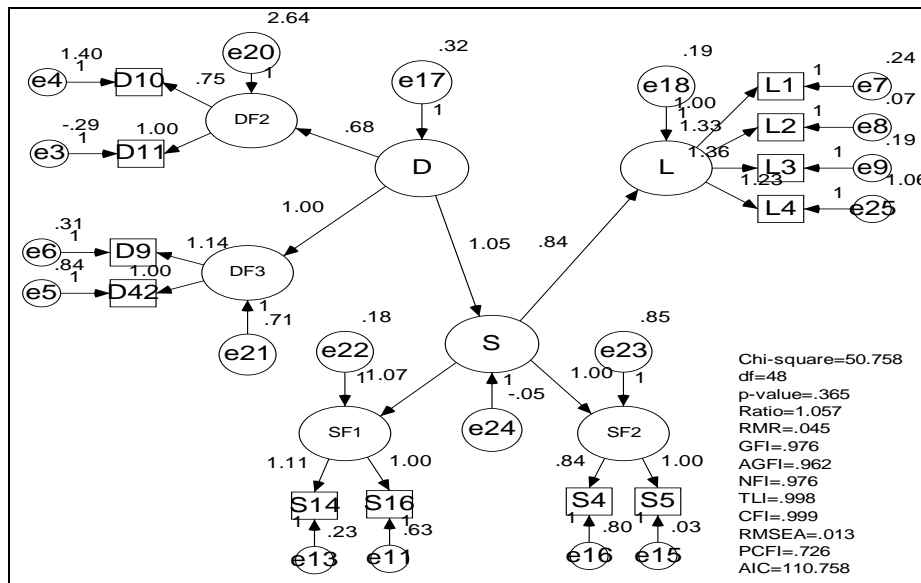 2.64
e20
1
1.40
1
e4
D10
.75
DF2
-.29
1
e3
D11
1.00
.68
.32
e17
1
D
.19
e18
1
L
1.00
1.33
1.36
1.23
L1
1
e7
.24
L2
1
e8
.07
L3
1
e9
.19
L4
1
e25
1.06
1.00
.31
1
e6
D9
1.14
DF3
.84
1
e5
D42
1.00
1
.71
e21
1.05
.84
S
1
-.05
e24
.18
e22
1
1.07
SF1
1.11
1.00
S14
1
.23
e13
S16
1
.63
e11
.85
e23
1
1.00
SF2
.84
1.00
S4
1
.80
e16
S5
1
.03
e15
Chi-square=50.758
df=48
p-value=.365
Ratio=1.057
RMR=.045
GFI=.976
AGFI=.962
NFI=.976
TLI=.998
CFI=.999
RMSEA=.013
PCFI=.726
AIC=110.758